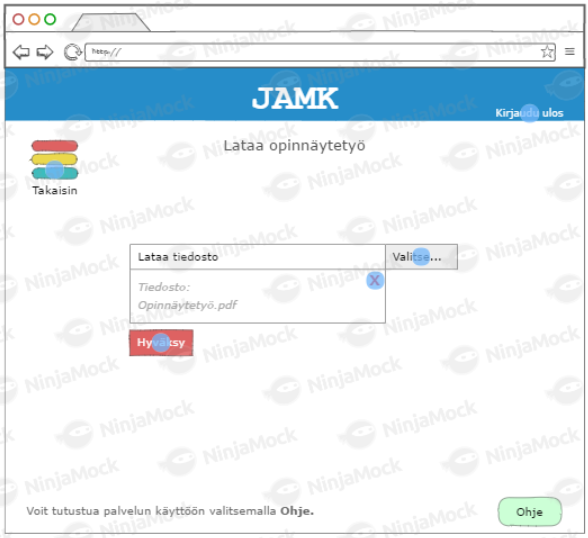 http://
JAMK
Kirjaudu ulos
Lataa opinnäytetyö
Takaisin
Lataa tiedosto
Valitse...
Tiedosto:
X
Opinnäytetyö.pdf
Hyväksy
Voit tutustua palvelun käyttöön valitsemalla Ohje.
Ohje
NinjaMock